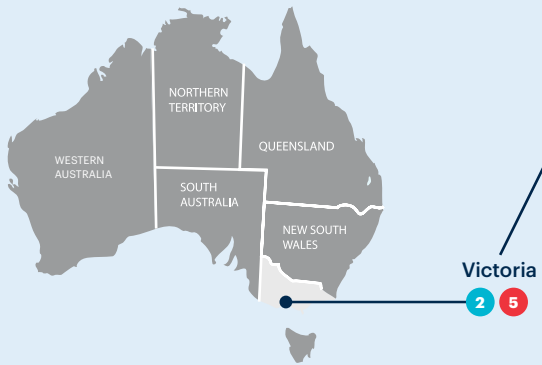 NORTHERN
TERRITORY
QUEENSLAND
WESTERN
AUSTRALIA
SOUTH
AUSTRALIA
NEW SOUTH
WALES
Victoria
2 5